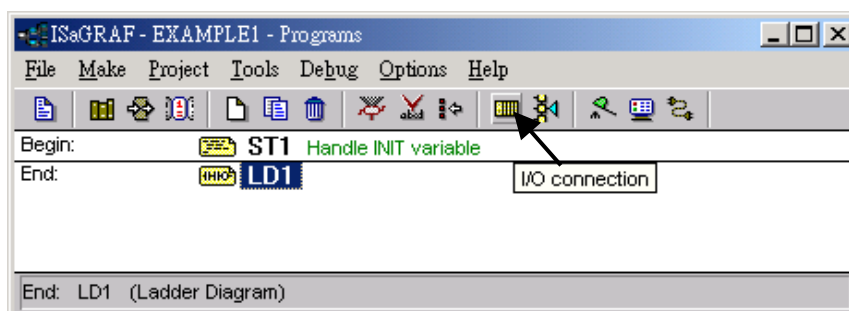 ISaGRAF - EXAMPLE1 - Programs
File Make Project Tools Debug Options Help
Begin: ST1 Handle INIT variable
End: LD1
I/O connection
End: LD1 (Ladder Diagram)